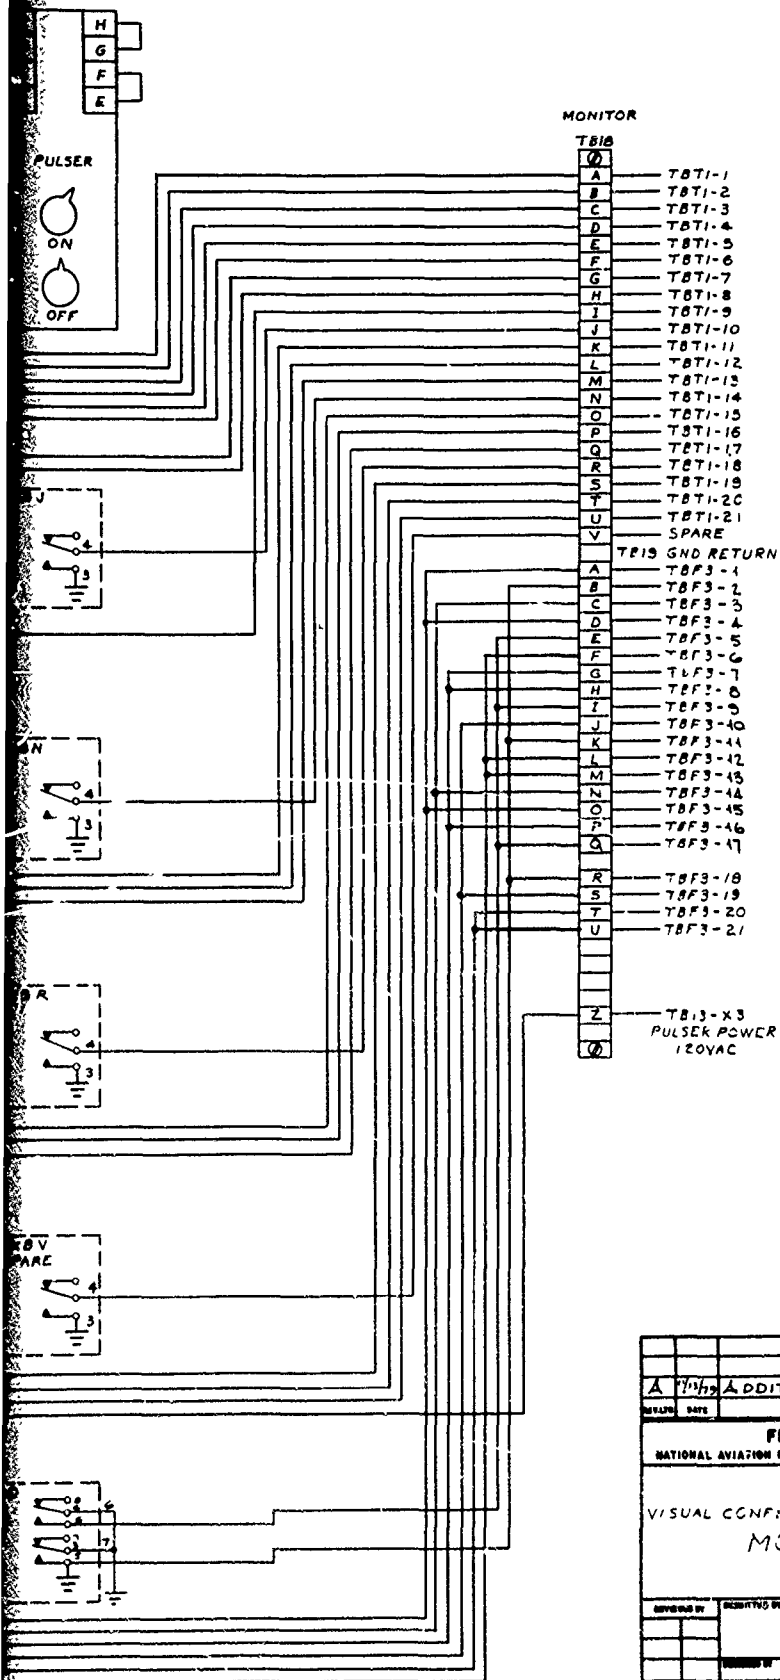 H
G
F
E
PULSER
ON
OFF
MONITOR
TB18
A TBT1-1
B TBT1-2
C TBT1-3
D TBT1-4
E TBT1-5
F TBT1-6
G TBT1-7
H TBT1-8
I TBT1-9
J TBT1-10
K TBT1-11
L TBT1-12
M TBT1-13
N TBT1-14
O TBT1-15
P TBT1-16
Q TBT1-17
R TBT1-18
S TBT1-19
T TBT1-20
U TBT1-21
V SPARE
TB19 GND RETURN
A TBF3-1
B TBF3-2
C TBF3-3
D TBF3-4
E TBF3-5
F TBF3-6
G TBF3-7
H TBF3-8
I TBF3-9
J TBF3-10
K TBF3-11
L TBF3-12
M TBF3-13
N TBF3-14
O TBF3-15
P TBF3-16
Q TBF3-17
R TBF3-18
S TBF3-19
T TBF3-20
U TBF3-21
Z TB13-X3
PULSER POWER
120VAC
J
4
3
N
4
3
R
4
3
V
4
3
6
7
A ADDIT
DATE
NATIONAL AVIATION
VISUAL CONF